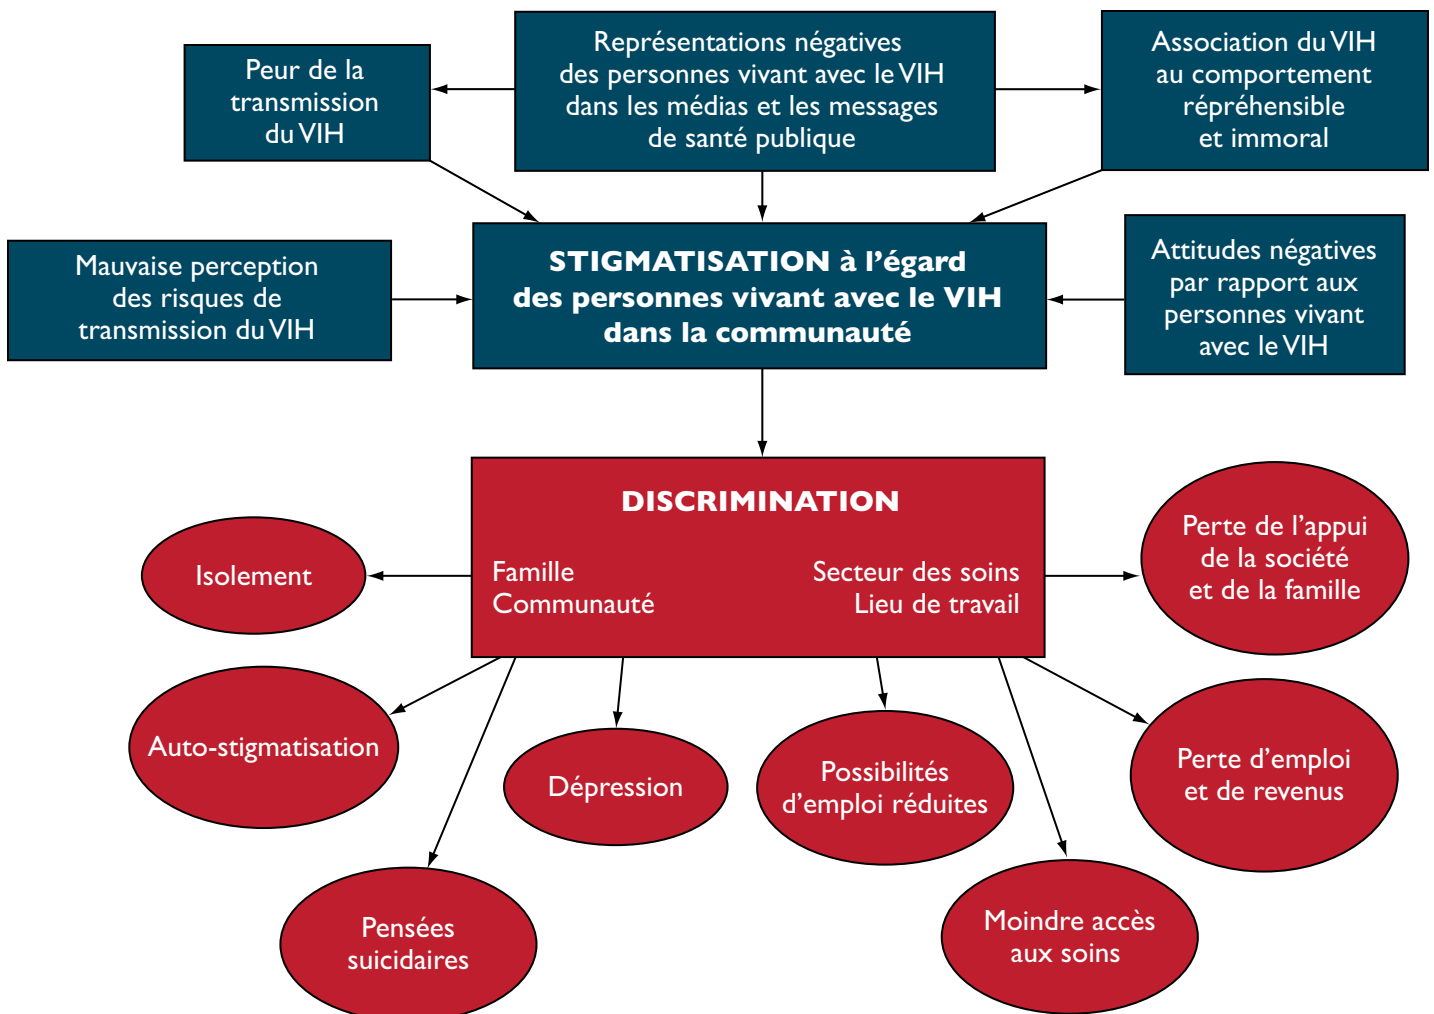 Peur de la
transmission
du VIH
Représentations négatives
des personnes vivant avec le VIH
dans les médias et les messages
de santé publique
Association du VIH
au comportement
répréhensible
et immoral
Mauvaise perception
des risques de
transmission du VIH
STIGMATISATION à l’égard
des personnes vivant avec le VIH
dans la communauté
Attitudes négatives
par rapport aux
personnes vivant
avec le VIH
DISCRIMINATION
Famille
Communauté
Secteur des soins
Lieu de travail
Isolement
Perte de l’appui
de la société
et de la famille
Auto-stigmatisation
Dépression
Possibilités
d’emploi réduites
Perte d’emploi
et de revenus
Pensées
suicidaires
Moindre accès
aux soins